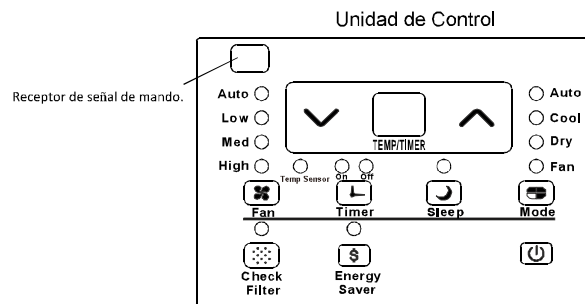 Unidad de Control
Receptor de señal de mando.
Auto
Low
Med
High
TEMP/TIMER
Auto
Cool
Dry
Fan
Temp Sensor
On
Off
Fan
Timer
Sleep
Mode
$
Check
Filter
Energy
Saver